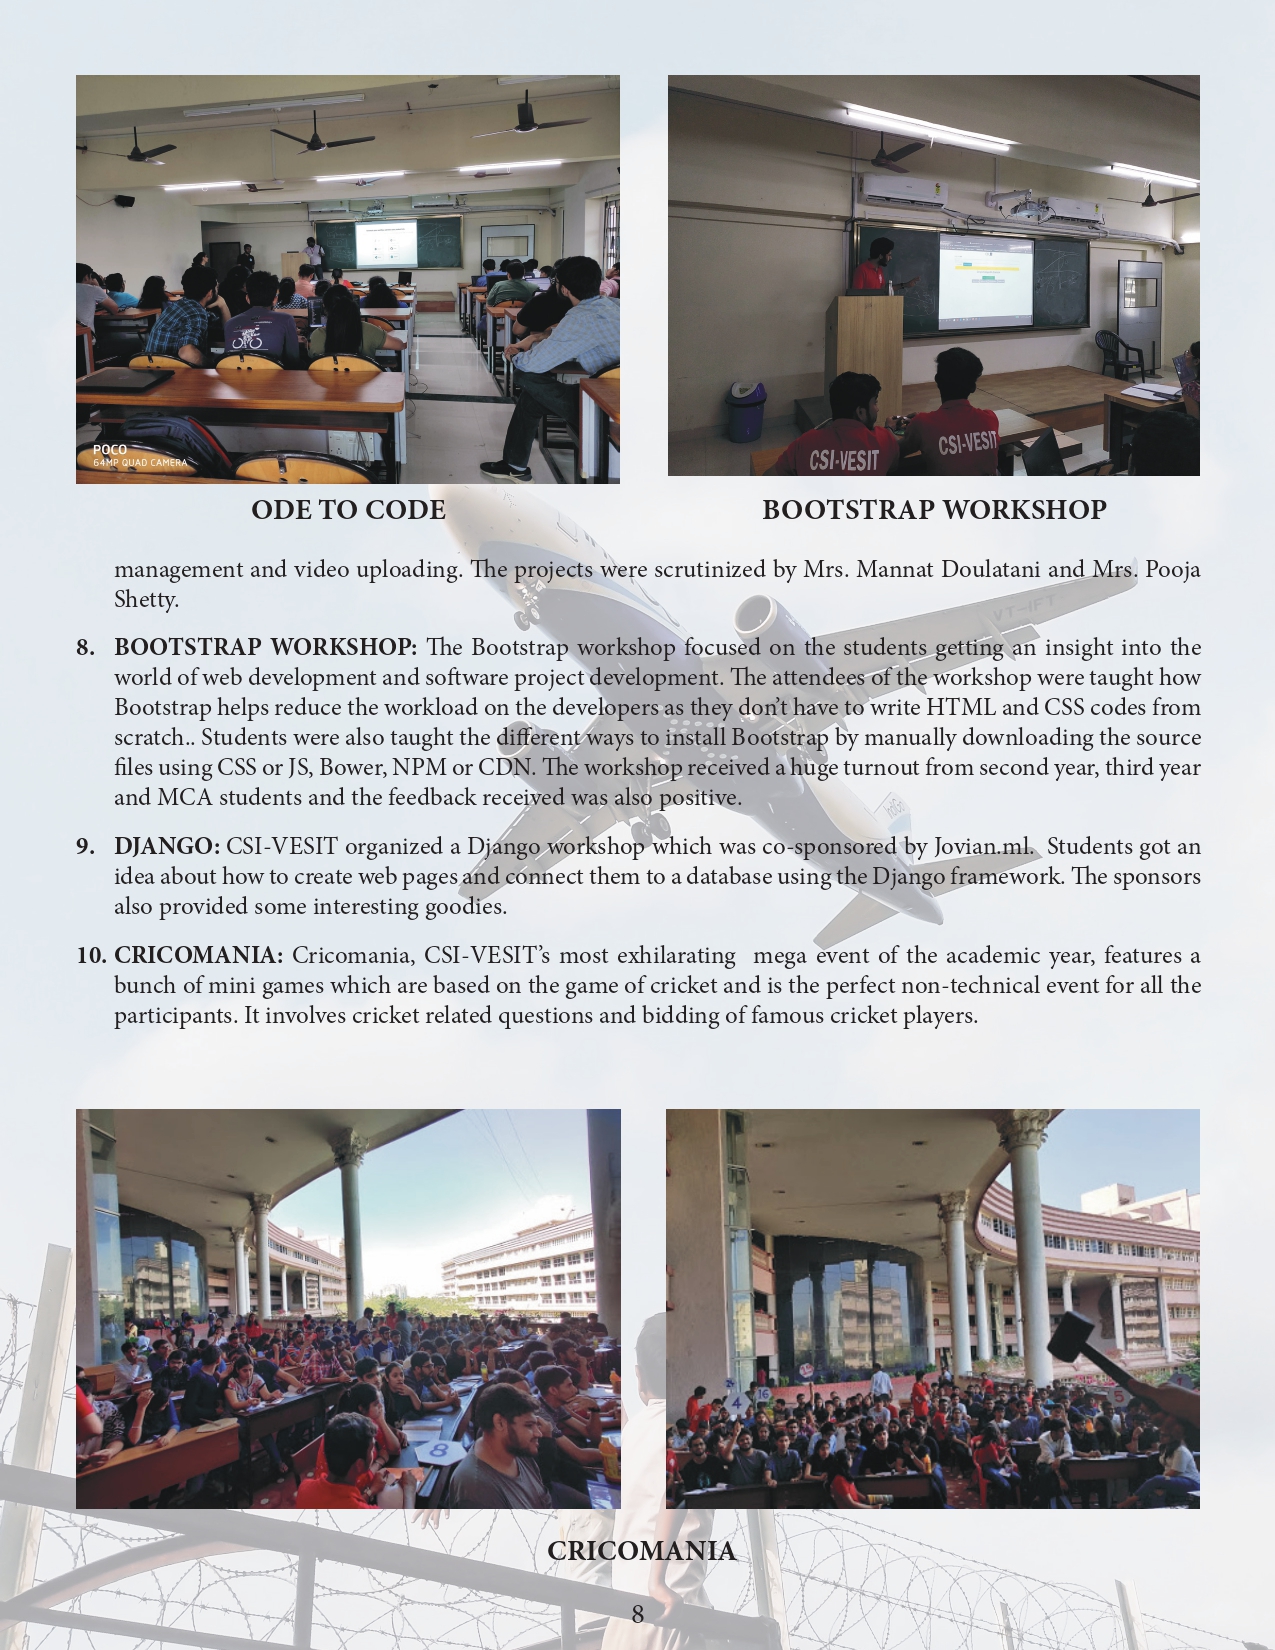 POCO
64MP QUAD CAMERA
CSI-VESIT
CSI-VESIT
ODE TO CODE
BOOTSTRAP WORKSHOP
VT-IFT
management and video uploading. The projects were scrutinized by Mrs. Mannat Doulatani and Mrs. Pooja
Shetty.
8. BOOTSTRAP WORKSHOP: The Bootstrap workshop focused on the students getting an insight into the
world of web development and software project development. The attendees of the workshop were taught how
Bootstrap helps reduce the workload on the developers as they don’t have to write HTML and CSS codes from
scratch.. Students were also taught the different ways to install Bootstrap by manually downloading the source
files using CSS or JS, Bower, NPM or CDN. The workshop received a huge turnout from second year, third year
and MCA students and the feedback received was also positive.
IndiGo
9. DJANGO: CSI-VESIT organized a Django workshop which was co-sponsored by Jovian.ml. Students got an
idea about how to create web pages and connect them to a database using the Django framework. The sponsors
also provided some interesting goodies.
10. CRICOMANIA: Cricomania, CSI-VESIT’s most exhilarating mega event of the academic year, features a
bunch of mini games which are based on the game of cricket and is the perfect non-technical event for all the
participants. It involves cricket related questions and bidding of famous cricket players.
8
4
16
5
CRICOMANIA
8